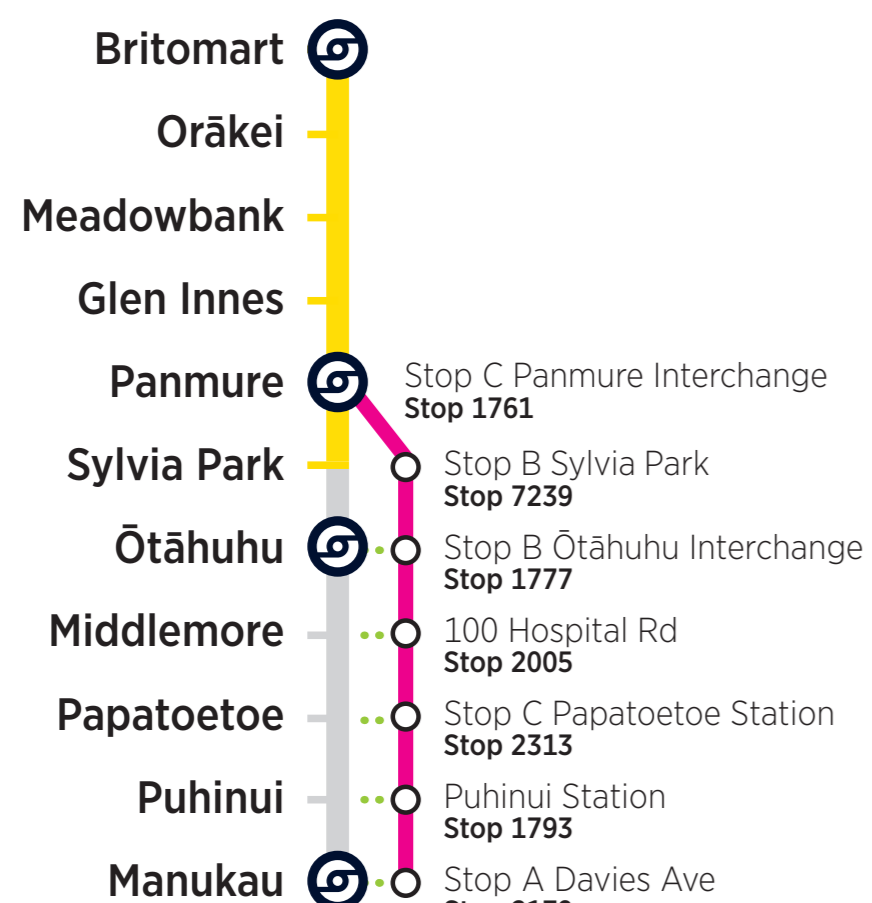 Britomart
Orākei
Meadowbank
Glen Innes
Panmure
Stop C Panmure Interchange
Stop 1761
Sylvia Park
Stop B Sylvia Park
Stop 7239
Ōtāhuhu
Stop B Ōtāhuhu Interchange
Stop 1777
Middlemore
100 Hospital Rd
Stop 2005
Papatoetoe
Stop C Papatoetoe Station
Stop 2313
Puhinui
Puhinui Station
Stop 1793
Manukau
Stop A Davies Ave